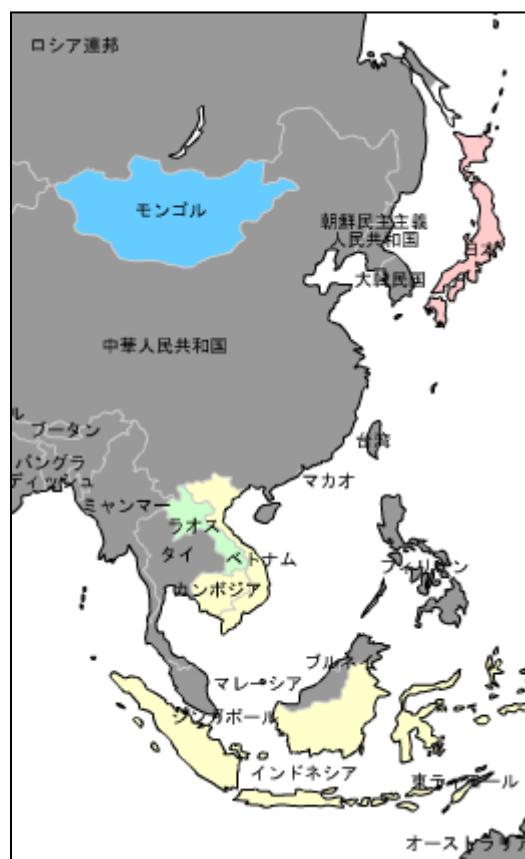 ロシア連邦
モンゴル
朝鮮民主主義
人民共和国
日本
大韓民国
中華人民共和国
ル
ブータン
台湾
バングラ
ディッシュ
マカオ
ミャンマー
ラオス
タイ
ベトナム
フィリピン
カンボジア
ブルネイ
マレーシア
シンガポール
インドネシア
東ティモール
オーストラリア